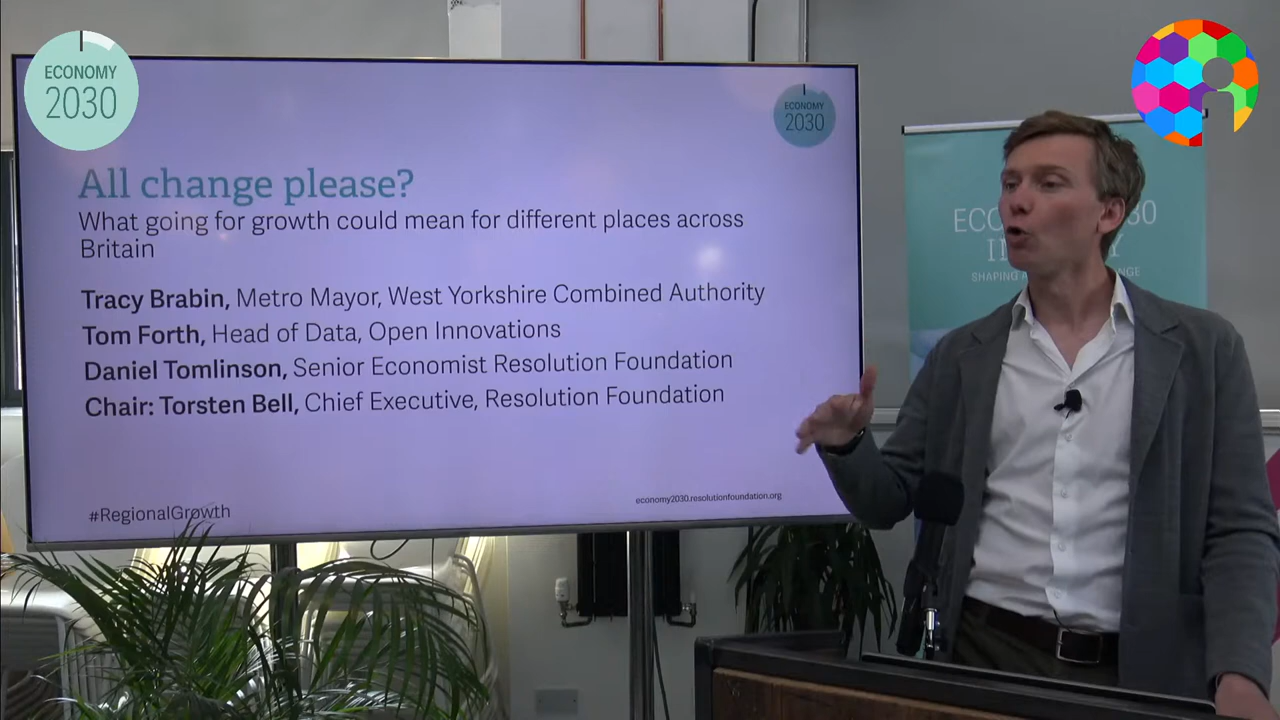 ECONOMY
2030
ECONOMY
2030
All change please?
What going for growth could mean for different places across
Britain
Tracy Brabin, Metro Mayor, West Yorkshire Combined Authority
Tom Forth, Head of Data, Open Innovations
Daniel Tomlinson, Senior Economist Resolution Foundation
Chair: Torsten Bell, Chief Executive, Resolution Foundation
#RegionalGrowth
economy2030.resolutionfoundation.org